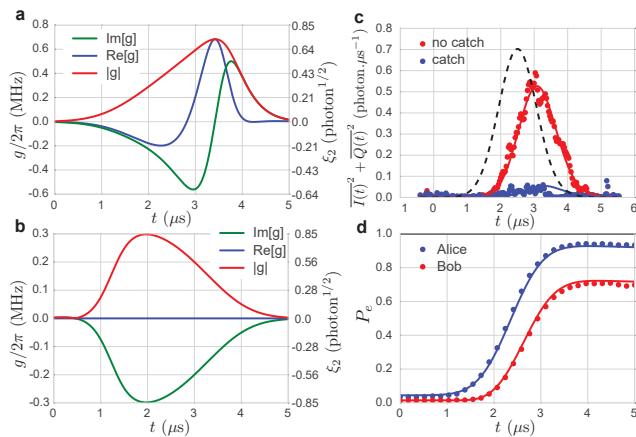 a
g/2π (MHz)
0.8
0.6
0.4
0.2
0.0
-0.2
-0.4
-0.6
Im[g]
Re[g]
|g|
0.85
0.64
0.43
0.21
0.00
-0.21
-0.43
-0.64
ξ₂ (photon^{1/2})
0 1 2 3 4 5
t (μs)
b
g/2π (MHz)
0.3
0.2
0.1
0.0
-0.1
-0.2
-0.3
Im[g]
Re[g]
|g|
0.85
0.56
0.28
0.00
-0.28
-0.56
-0.85
ξ₂ (photon^{1/2})
0 1 2 3 4 5
t (μs)
c
no catch
catch
I(t)² + Q(t)² (photon.μs⁻¹)
0.8
0.7
0.6
0.5
0.4
0.3
0.2
0.1
0.0
1 0 1 2 3 4 5 6
t (μs)
d
Alice
Bob
P_e
1.0
0.8
0.6
0.4
0.2
0.0
0 1 2 3 4 5
t (μs)